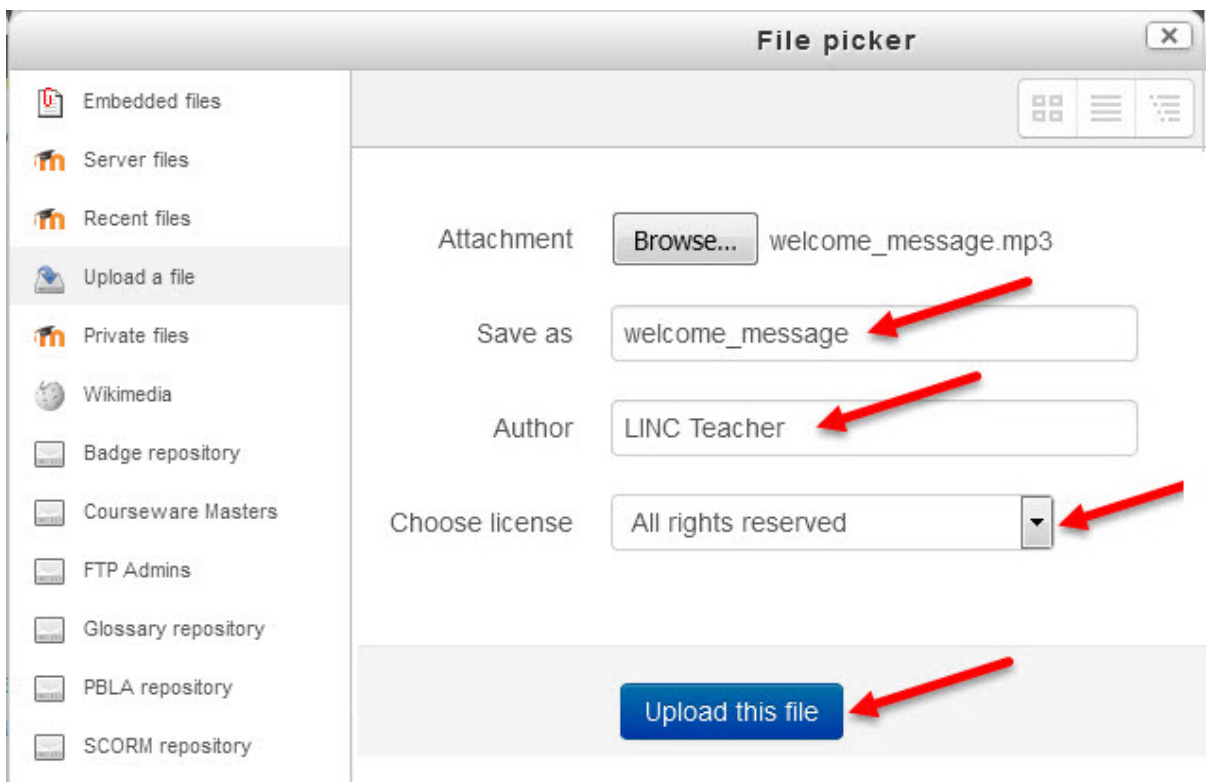 File picker
Embedded files
Server files
Recent files
Upload a file
Private files
Wikimedia
Badge repository
Courseware Masters
FTP Admins
Glossary repository
PBLA repository
SCORM repository
Attachment Browse... welcome_message.mp3
Save as welcome_message
Author LINC Teacher
Choose license All rights reserved
Upload this file